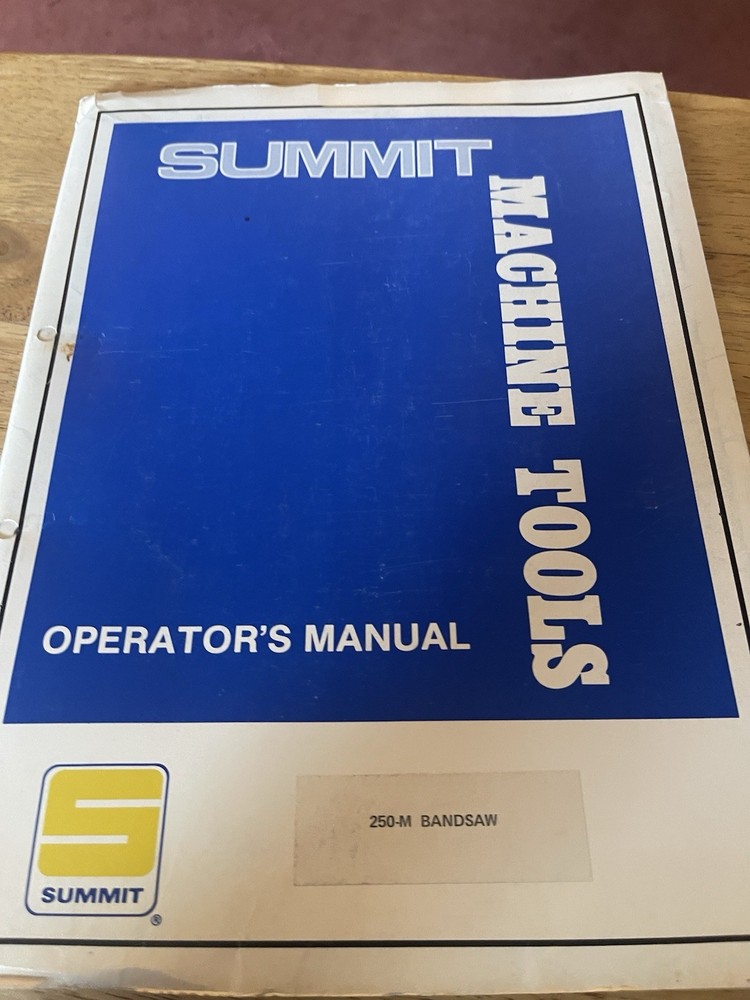 SUMMIT
MACHINE TOOLS
OPERATOR'S MANUAL
250-M BANDSAW
S
SUMMIT
®